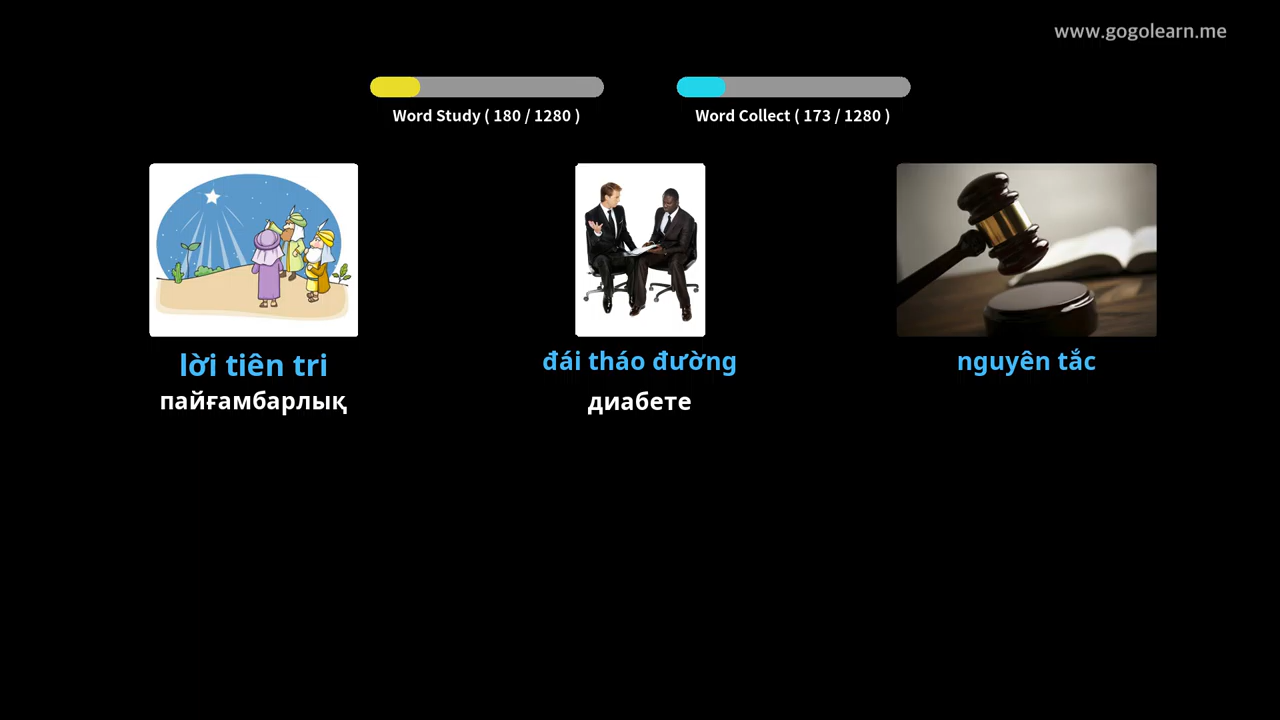 www.gogolearn.me
Word Study ( 180 / 1280 )
Word Collect ( 173 / 1280 )
lời tiên tri
пайғамбарлық
đái tháo đường
диабете
nguyên tắc